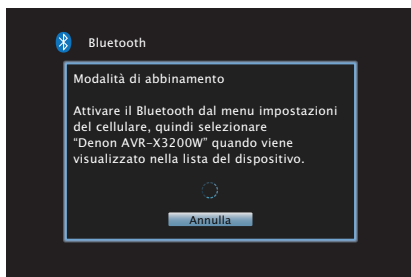 Bluetooth
Modalità di abbinamento
Attivare il Bluetooth dal menu impostazioni
del cellulare, quindi selezionare
“Denon AVR-X3200W” quando viene
visualizzato nella lista del dispositivo.
Annulla